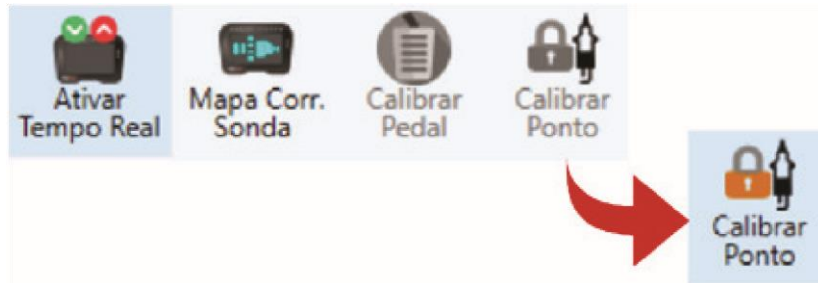 Ativar
Tempo Real
Mapa Corr.
Sonda
Calibrar
Pedal
Calibrar
Ponto
Calibrar
Ponto